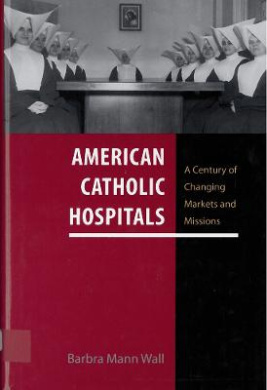 AMERICAN
CATHOLIC
HOSPITALS
A Century of
Changing
Markets and
Missions
Barbra Mann Wall